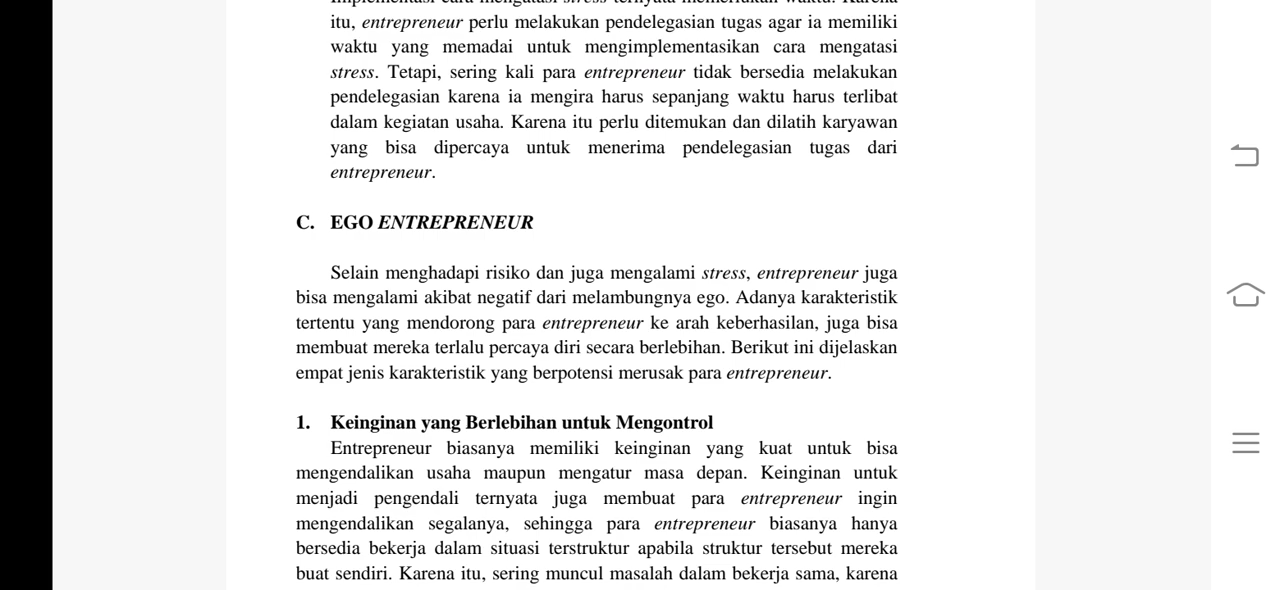 itu, entrepreneur perlu melakukan pendelegasian tugas agar ia memiliki
waktu yang memadai untuk mengimplementasikan cara mengatasi
stress. Tetapi, sering kali para entrepreneur tidak bersedia melakukan
pendelegasian karena ia mengira harus sepanjang waktu harus terlibat
dalam kegiatan usaha. Karena itu perlu ditemukan dan dilatih karyawan
yang bisa dipercaya untuk menerima pendelegasian tugas dari
entrepreneur.
C. EGO ENTREPRENEUR
Selain menghadapi risiko dan juga mengalami stress, entrepreneur juga
bisa mengalami akibat negatif dari melambungnya ego. Adanya karakteristik
tertentu yang mendorong para entrepreneur ke arah keberhasilan, juga bisa
membuat mereka terlalu percaya diri secara berlebihan. Berikut ini dijelaskan
empat jenis karakteristik yang berpotensi merusak para entrepreneur.
1. Keinginan yang Berlebihan untuk Mengontrol
Entrepreneur biasanya memiliki keinginan yang kuat untuk bisa
mengendalikan usaha maupun mengatur masa depan. Keinginan untuk
menjadi pengendali ternyata juga membuat para entrepreneur ingin
mengendalikan segalanya, sehingga para entrepreneur biasanya hanya
bersedia bekerja dalam situasi terstruktur apabila struktur tersebut mereka
buat sendiri. Karena itu, sering muncul masalah dalam bekerja sama, karena